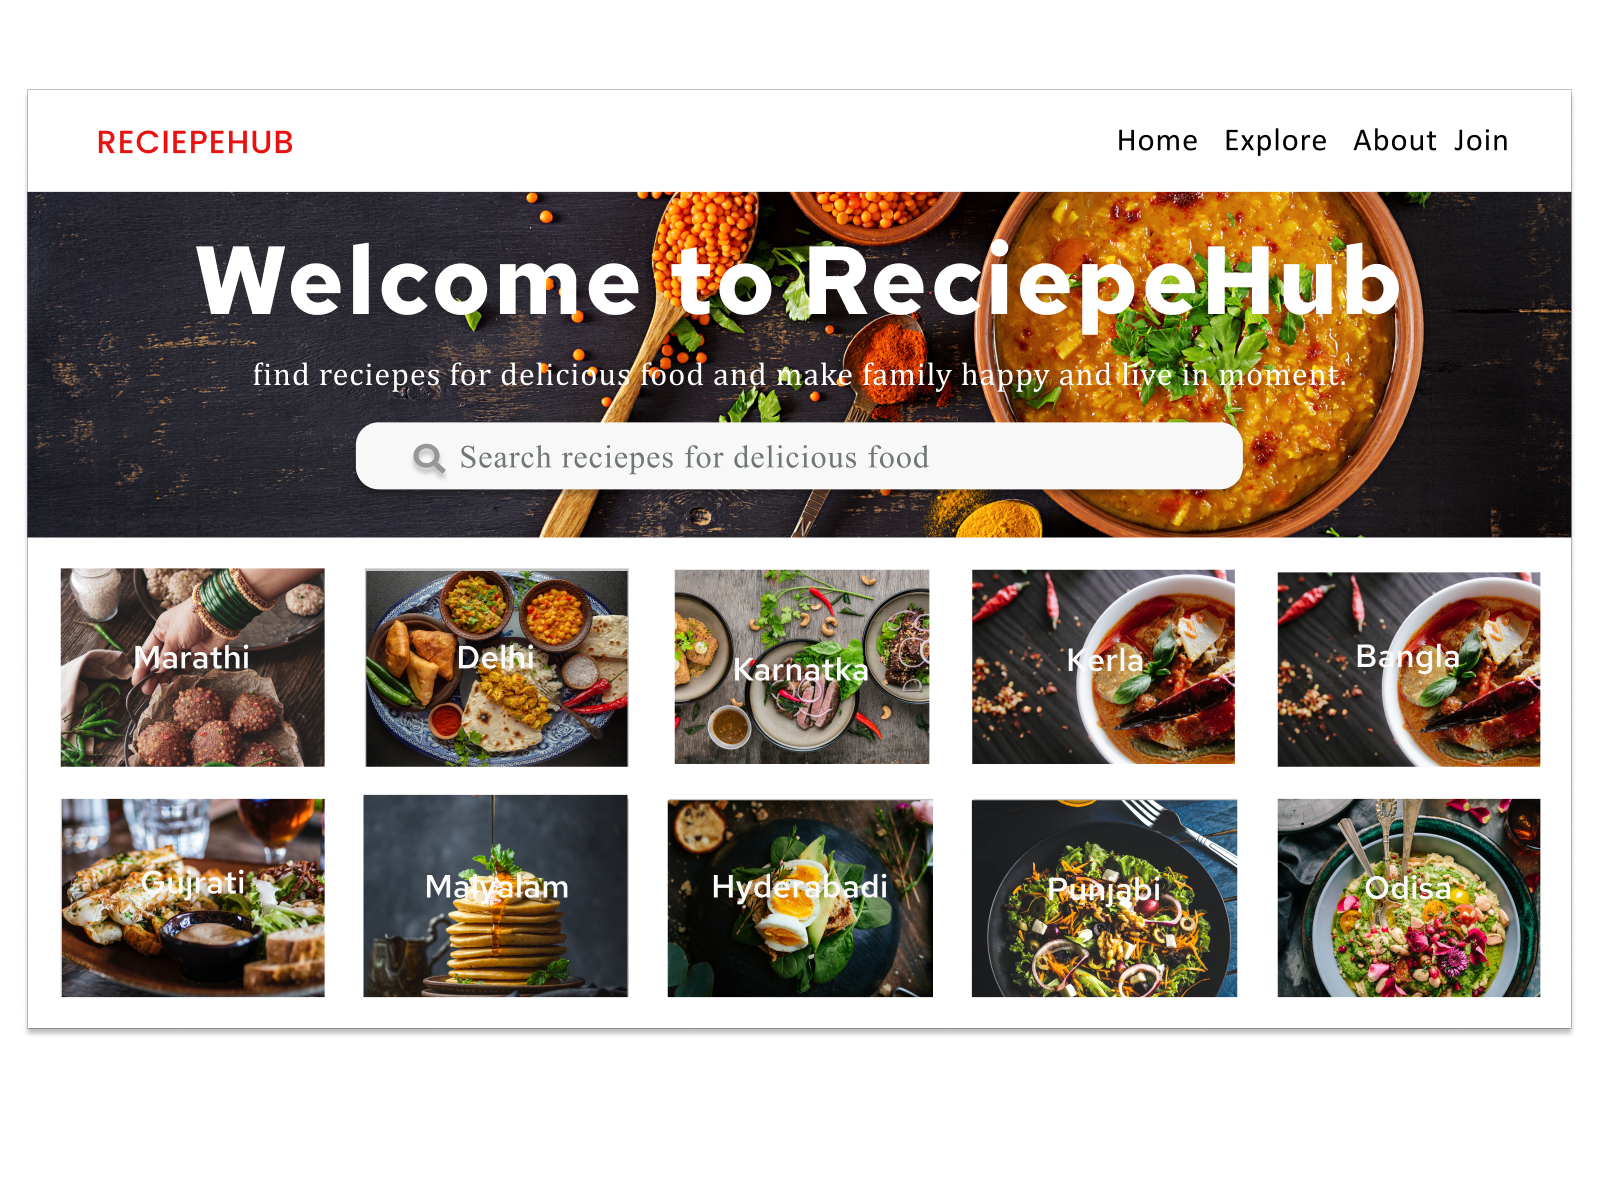 RECIEPEHUB
Home Explore About Join
Welcome to ReciepeHub
find reciepes for delicious food and make family happy and live in moment.
Search reciepes for delicious food
Marathi
Delhi
Karnatka
Kerla
Bangla
Gujrati
Malyalam
Hyderabadi
Punjabi
Odisa